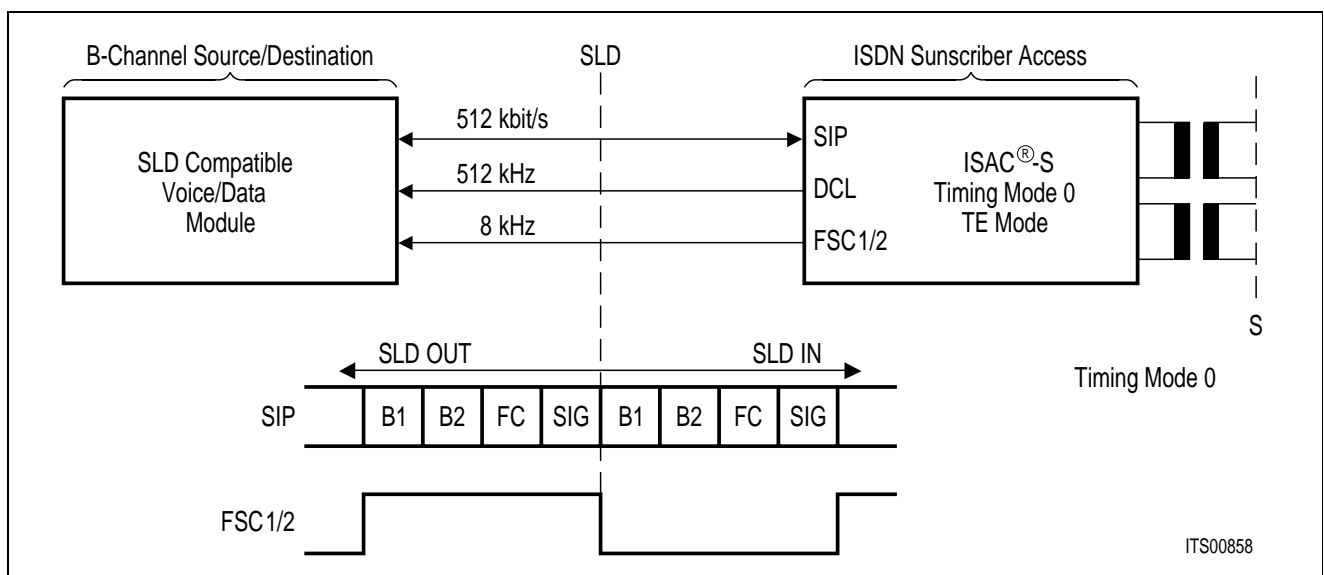 B-Channel Source/Destination
SLD
ISDN Sunscriber Access
SLD Compatible
Voice/Data
Module
512 kbit/s
512 kHz
8 kHz
SIP
DCL
FSC1/2
ISAC®-S
Timing Mode 0
TE Mode
S
SLD OUT
SLD IN
Timing Mode 0
SIP
B1 B2 FC SIG B1 B2 FC SIG
FSC1/2
ITS00858